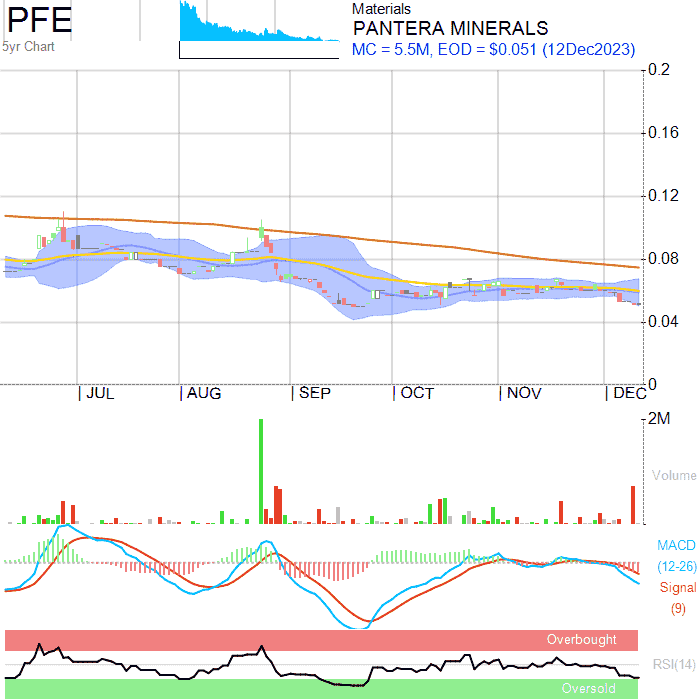 PFE
5yr Chart
Materials
PANTERA MINERALS
MC = 5.5M, EOD = $0.051 (12Dec2023)
0.2
0.16
0.12
0.08
0.04
0
JUL AUG SEP OCT NOV DEC
2M
Volume
MACD
(12-26)
Signal
(9)
Overbought
RSI(14)
Oversold